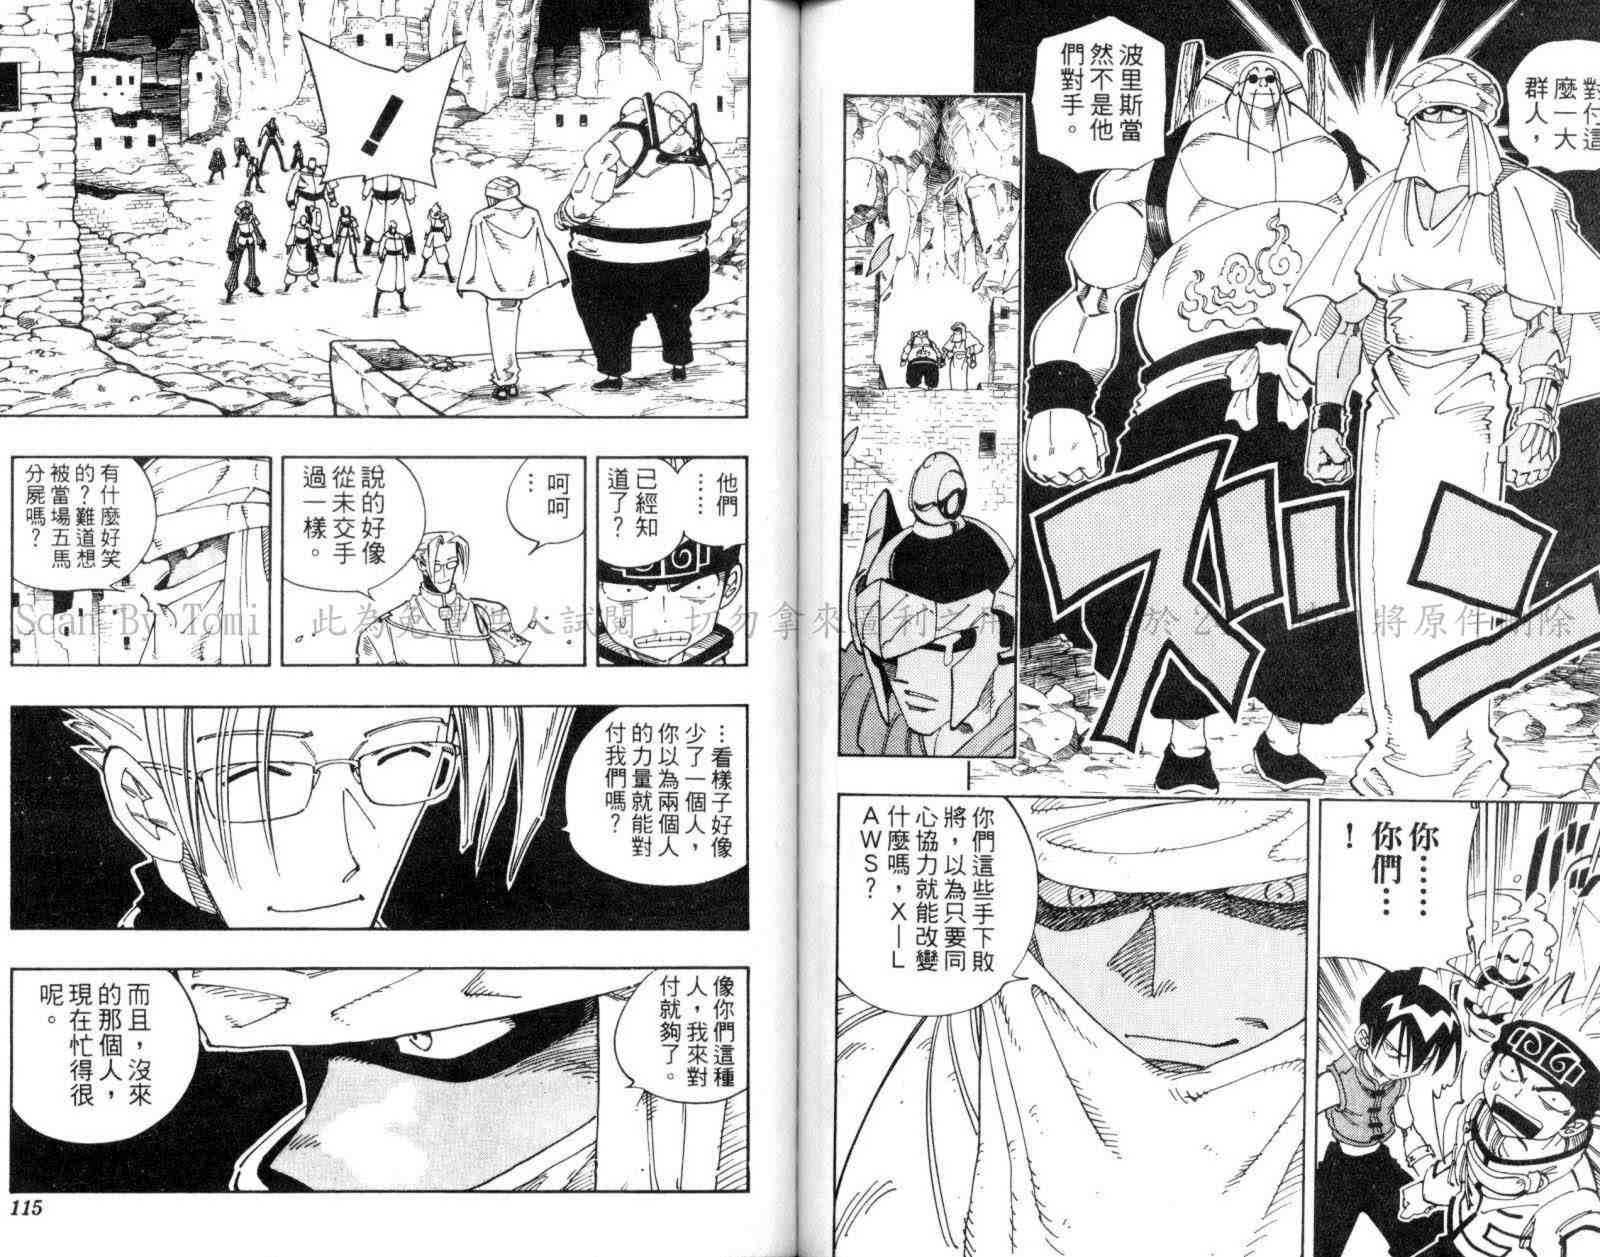 對付這
麼一大
群人，
波里斯當
然不是他
們對手。
ズズーン
你……
你們…
！
你們這些手下敗
將，以為只要同
心協力就能改變
什麼嗎，X—L
AWS？
！
他們
……
已經知
道了？
呵呵
…
說的好像
從未交手
過一樣。
有什麼好笑
的？難道想
被當場五馬
分屍嗎？
…看樣子好像
少了一個人，
你以為兩個人
的力量就能對
付我們嗎？
像你們這種
人，我來對
付就夠了。
而且，沒來
的那個人，
現在忙得很
呢。
115
Scan By Tomi